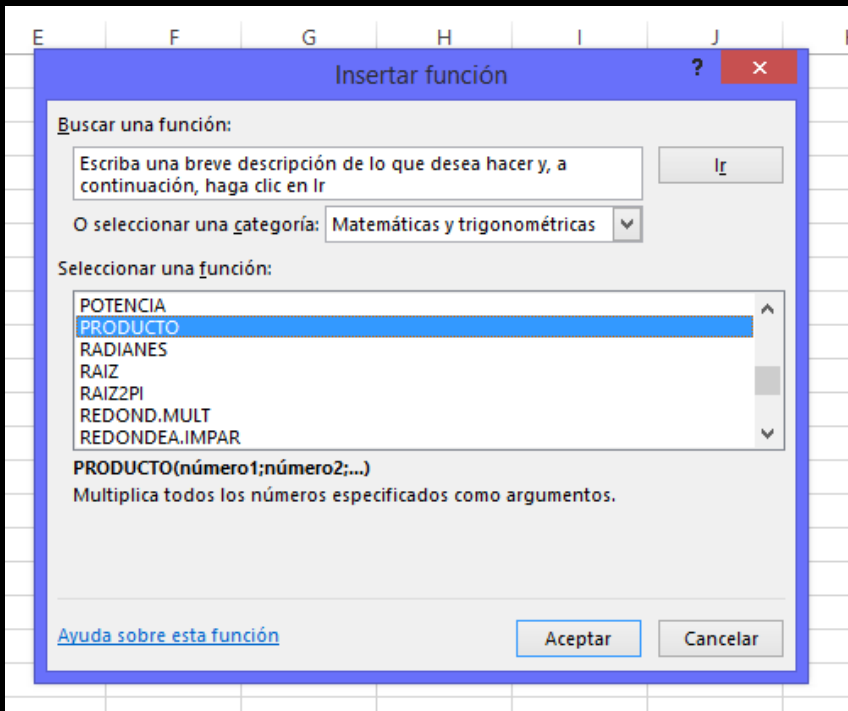 E F G H I J
Insertar función ? ×
Buscar una función:
Escriba una breve descripción de lo que desea hacer y, a
continuación, haga clic en Ir
Ir
O seleccionar una categoría: Matemáticas y trigonométricas
Seleccionar una función:
POTENCIA
PRODUCTO
RADIANES
RAIZ
RAIZ2PI
REDOND.MULT
REDONDEA.IMPAR
PRODUCTO(número1;número2;...)
Multiplica todos los números especificados como argumentos.
Ayuda sobre esta función
Aceptar Cancelar